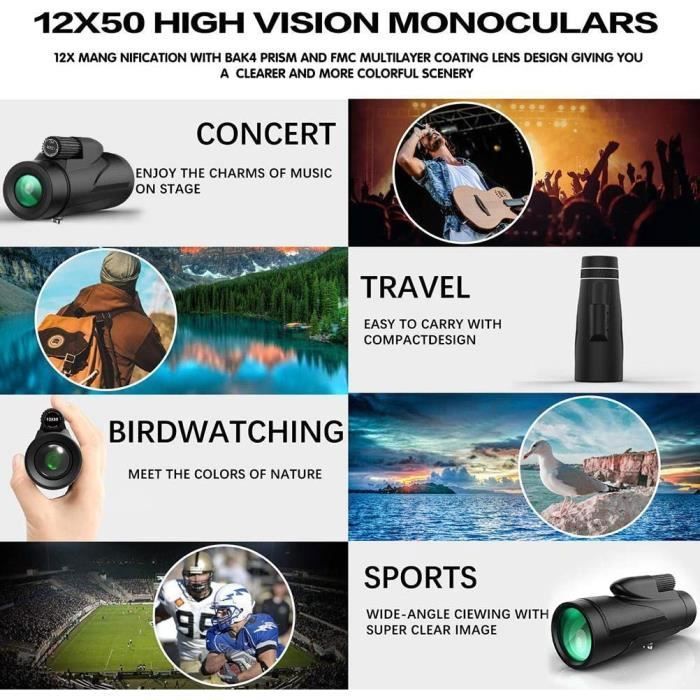 12X50 HIGH VISION MONOCULARS
12X MANG NIFICATION WITH BAK4 PRISM AND FMC MULTILAYER COATING LENS DESIGN GIVING YOU
A CLEARER AND MORE COLORFUL SCENERY
CONCERT
ENJOY THE CHARMS OF MUSIC
ON STAGE
TRAVEL
EASY TO CARRY WITH
COMPACTDESIGN
12X50
BIRDWATCHING
MEET THE COLORS OF NATURE
95
SPORTS
WIDE-ANGLE CIEWING WITH
SUPER CLEAR IMAGE